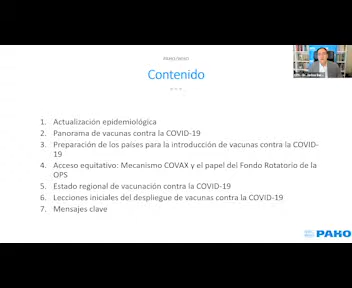 PAHO/WHO
Contenido
1. Actualización epidemiológica
2. Panorama de vacunas contra la COVID-19
3. Preparación de los países para la introducción de vacunas contra la COVID-
19
4. Acceso equitativo: Mecanismo COVAX y el papel del Fondo Rotatorio de la
OPS
5. Estado regional de vacunación contra la COVID-19
6. Lecciones iniciales del despliegue de vacunas contra la COVID-19
7. Mensajes clave
PAHO